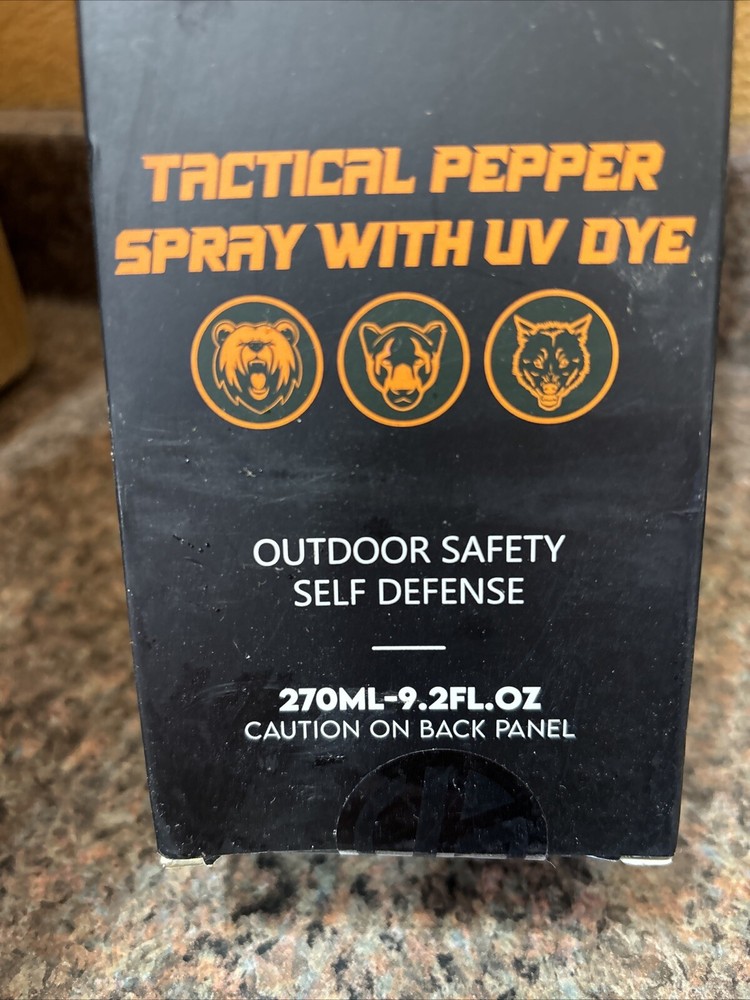 TACTICAL PEPPER
SPRAY WITH UV DYE
OUTDOOR SAFETY
SELF DEFENSE
270ML-9.2FL.OZ
CAUTION ON BACK PANEL